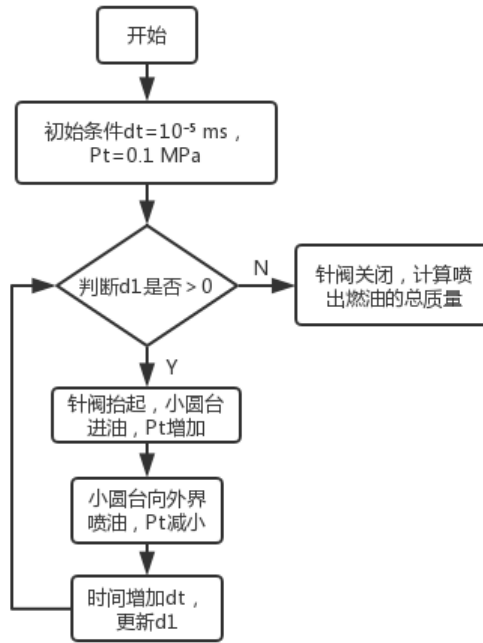 开始
初始条件dt=10⁻⁵ ms，
Pt=0.1 MPa
判断d1是否＞0
N
针阀关闭，计算喷
出燃油的总质量
Y
针阀抬起，小圆台
进油，Pt增加
小圆台向外界
喷油，Pt减小
时间增加dt，
更新d1